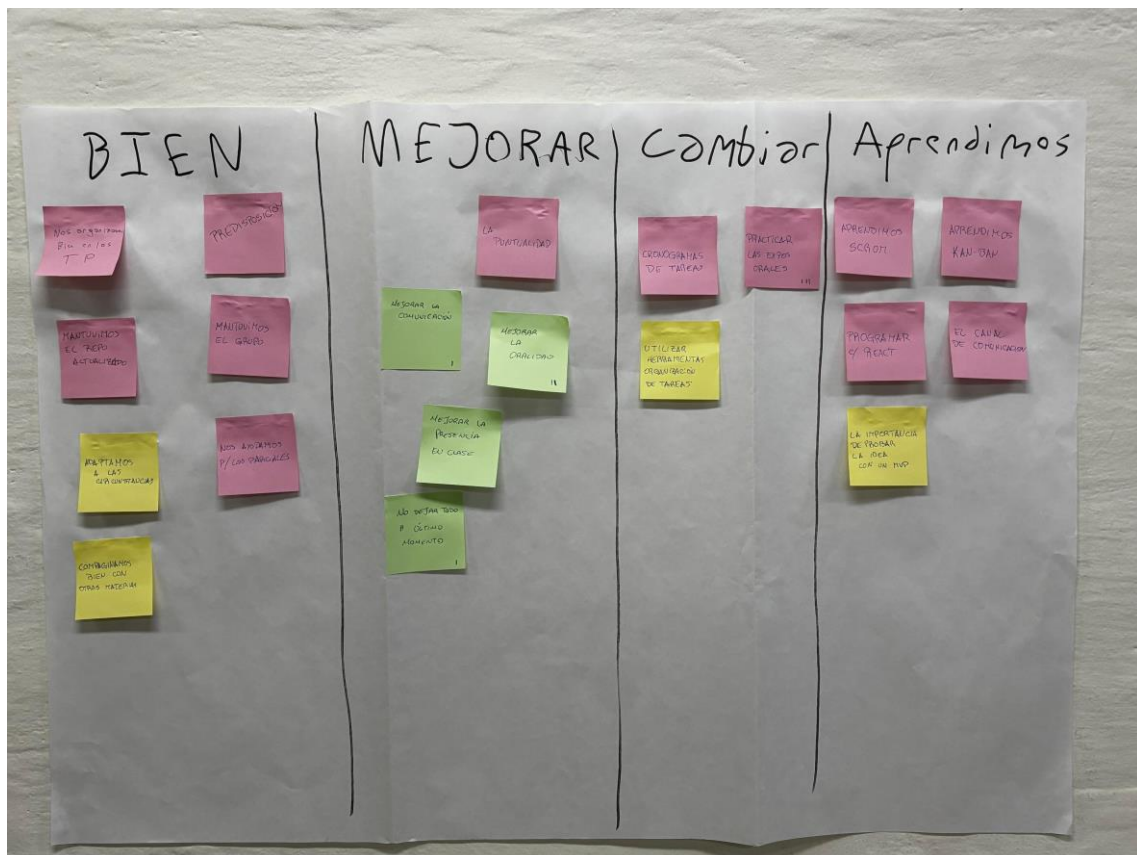 BIEN
MEJORAR
Cambiar
Aprendimos
Nos organizamos
Bien en los
TP
PREDISPOSICIÓN
MANTUVIMOS
EL REPO
ACTUALIZADO
MANTUVIMOS
EL GRUPO
ADAPTAMOS
A LAS
CIRCUNSTANCIAS
NOS AYUDAMOS
P/LOS PARCIALES
COMPAGINAMOS
BIEN CON
OTRAS MATERIAS
LA
PUNTUALIDAD
MEJORAR LA
COMUNICACIÓN
MEJORAR
LA
ORALIDAD
MEJORAR LA
PRESENCIA
EN CLASE
NO DEJAR TODO
A ÚLTIMO
MOMENTO
CRONOGRAMAS
DE TAREAS
PRACTICAR
LAS EXPOS
ORALES
UTILIZAR
HERRAMIENTAS
ORGANIZACIÓN
DE TAREAS
APRENDIMOS
SCROM
APRENDIMOS
KAN-BAN
PROGRAMAR
C/ REACT
EL CANAL
DE COMUNICACION
LA IMPORTANCIA
DE PROBAR
LA IDEA
CON UN MVP